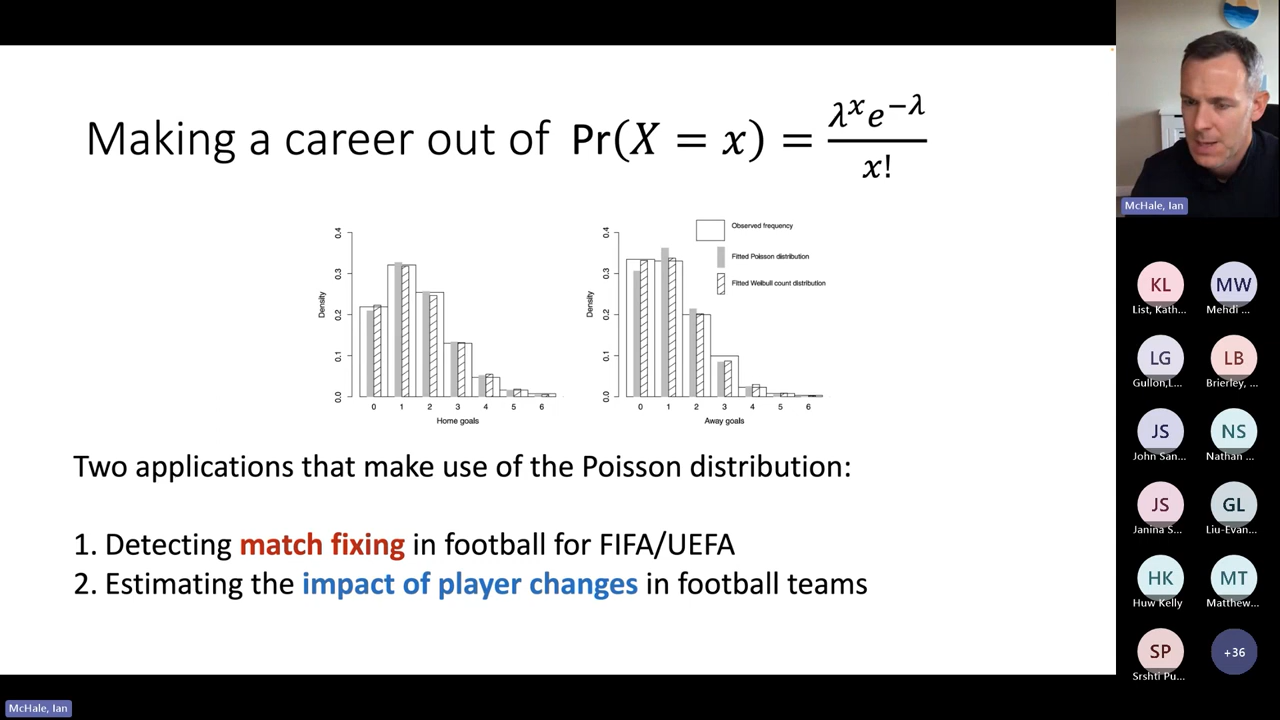 Making a career out of Pr(X = x) = λˣe⁻λ / x!
Observed frequency
Fitted Poisson distribution
Fitted Weibull count distribution
Density
0.0 0.1 0.2 0.3 0.4
0 1 2 3 4 5 6
Home goals
Density
0.0 0.1 0.2 0.3 0.4
0 1 2 3 4 5 6
Away goals
Two applications that make use of the Poisson distribution:
1. Detecting match fixing in football for FIFA/UEFA
2. Estimating the impact of player changes in football teams
McHale, Ian
McHale, Ian
KL MW
List, Kath... Mehdi ...
LG LB
Gullon,L... Brierley, ...
JS NS
John San... Nathan ...
JS GL
Janina S... Liu-Evan...
HK MT
Huw Kelly Matthew...
SP +36
Srshti Pu...